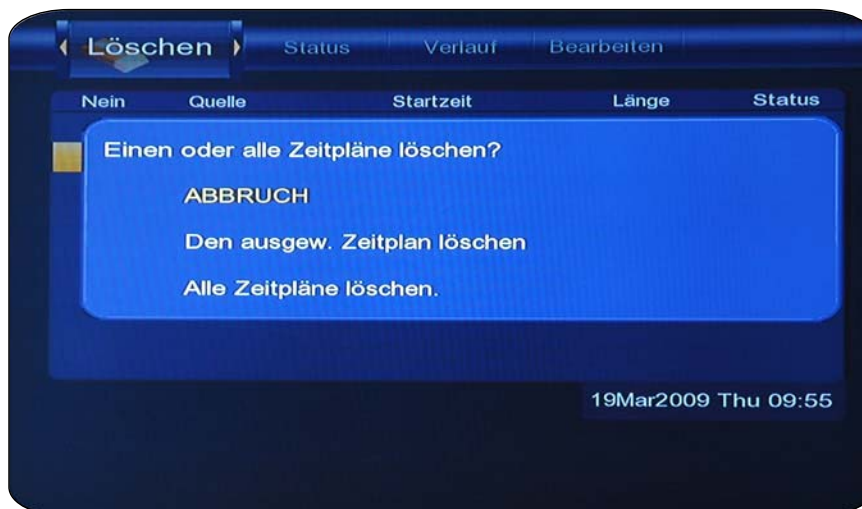 Löschen Status Verlauf Bearbeiten
Nein Quelle Startzeit Länge Status
Einen oder alle Zeitpläne löschen?
ABBRUCH
Den ausgew. Zeitplan löschen
Alle Zeitpläne löschen.
19Mar2009 Thu 09:55